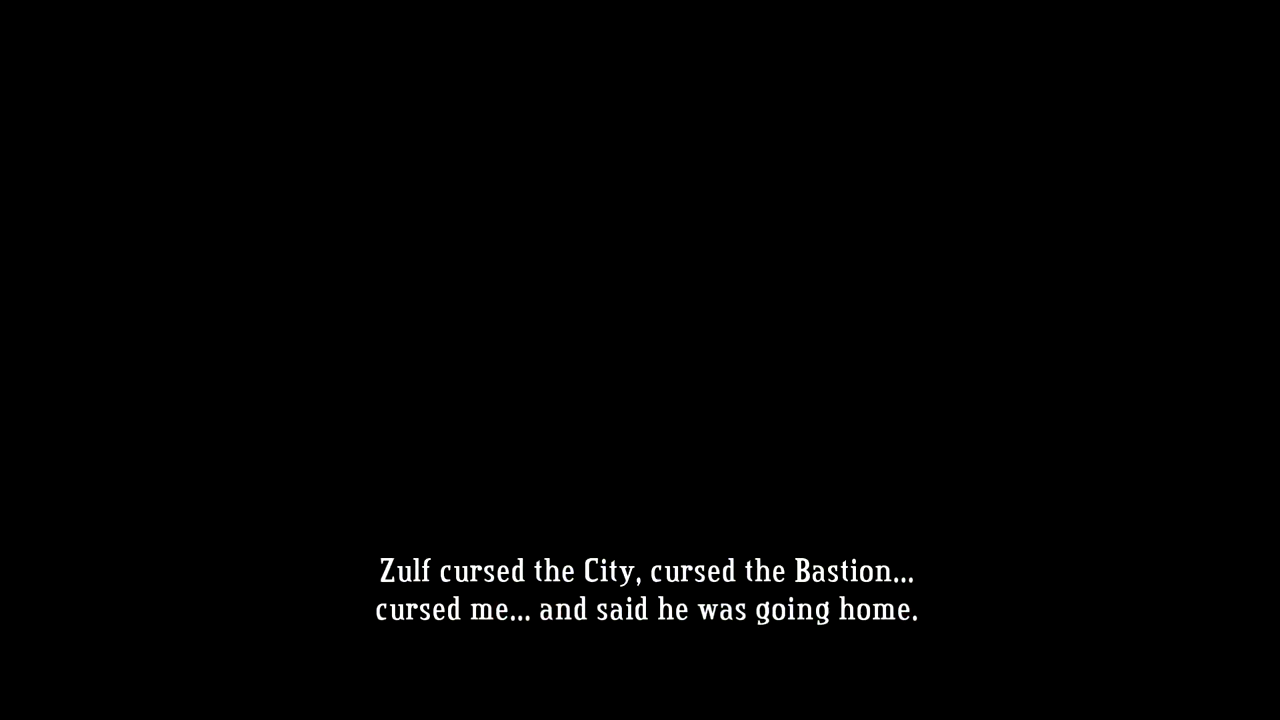 Zulf cursed the City, cursed the Bastion...
cursed me... and said he was going home.